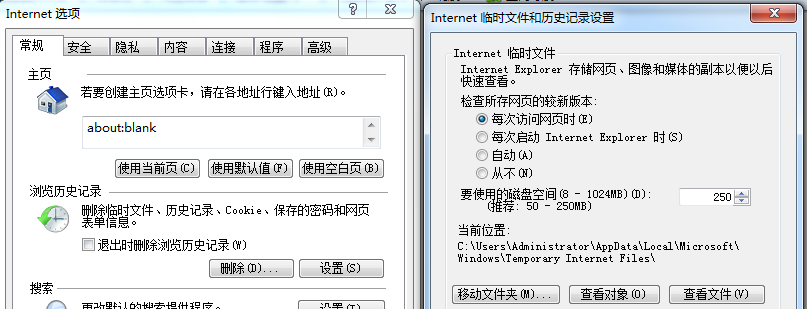 Internet 选项
常规
安全
隐私
内容
连接
程序
高级
主页
若要创建主页选项卡，请在各地址行键入地址(R)。
about:blank
使用当前页(C)
使用默认值(F)
使用空白页(B)
浏览历史记录
删除临时文件、历史记录、Cookie、保存的密码和网页
表单信息。
退出时删除浏览历史记录(W)
删除(D)...
设置(S)
搜索
更改默认的搜索提供程序。
设置(T)
Internet 临时文件和历史记录设置
Internet 临时文件
Internet Explorer 存储网页、图像和媒体的副本以便以后
快速查看。
检查所存网页的较新版本:
每次访问网页时(E)
每次启动 Internet Explorer 时(S)
自动(A)
从不(N)
要使用的磁盘空间(8 - 1024MB)(D):
250
(推荐: 50 - 250MB)
当前位置:
C:\Users\Administrator\AppData\Local\Microsoft\
Windows\Temporary Internet Files\
移动文件夹(M)...
查看对象(O)
查看文件(V)